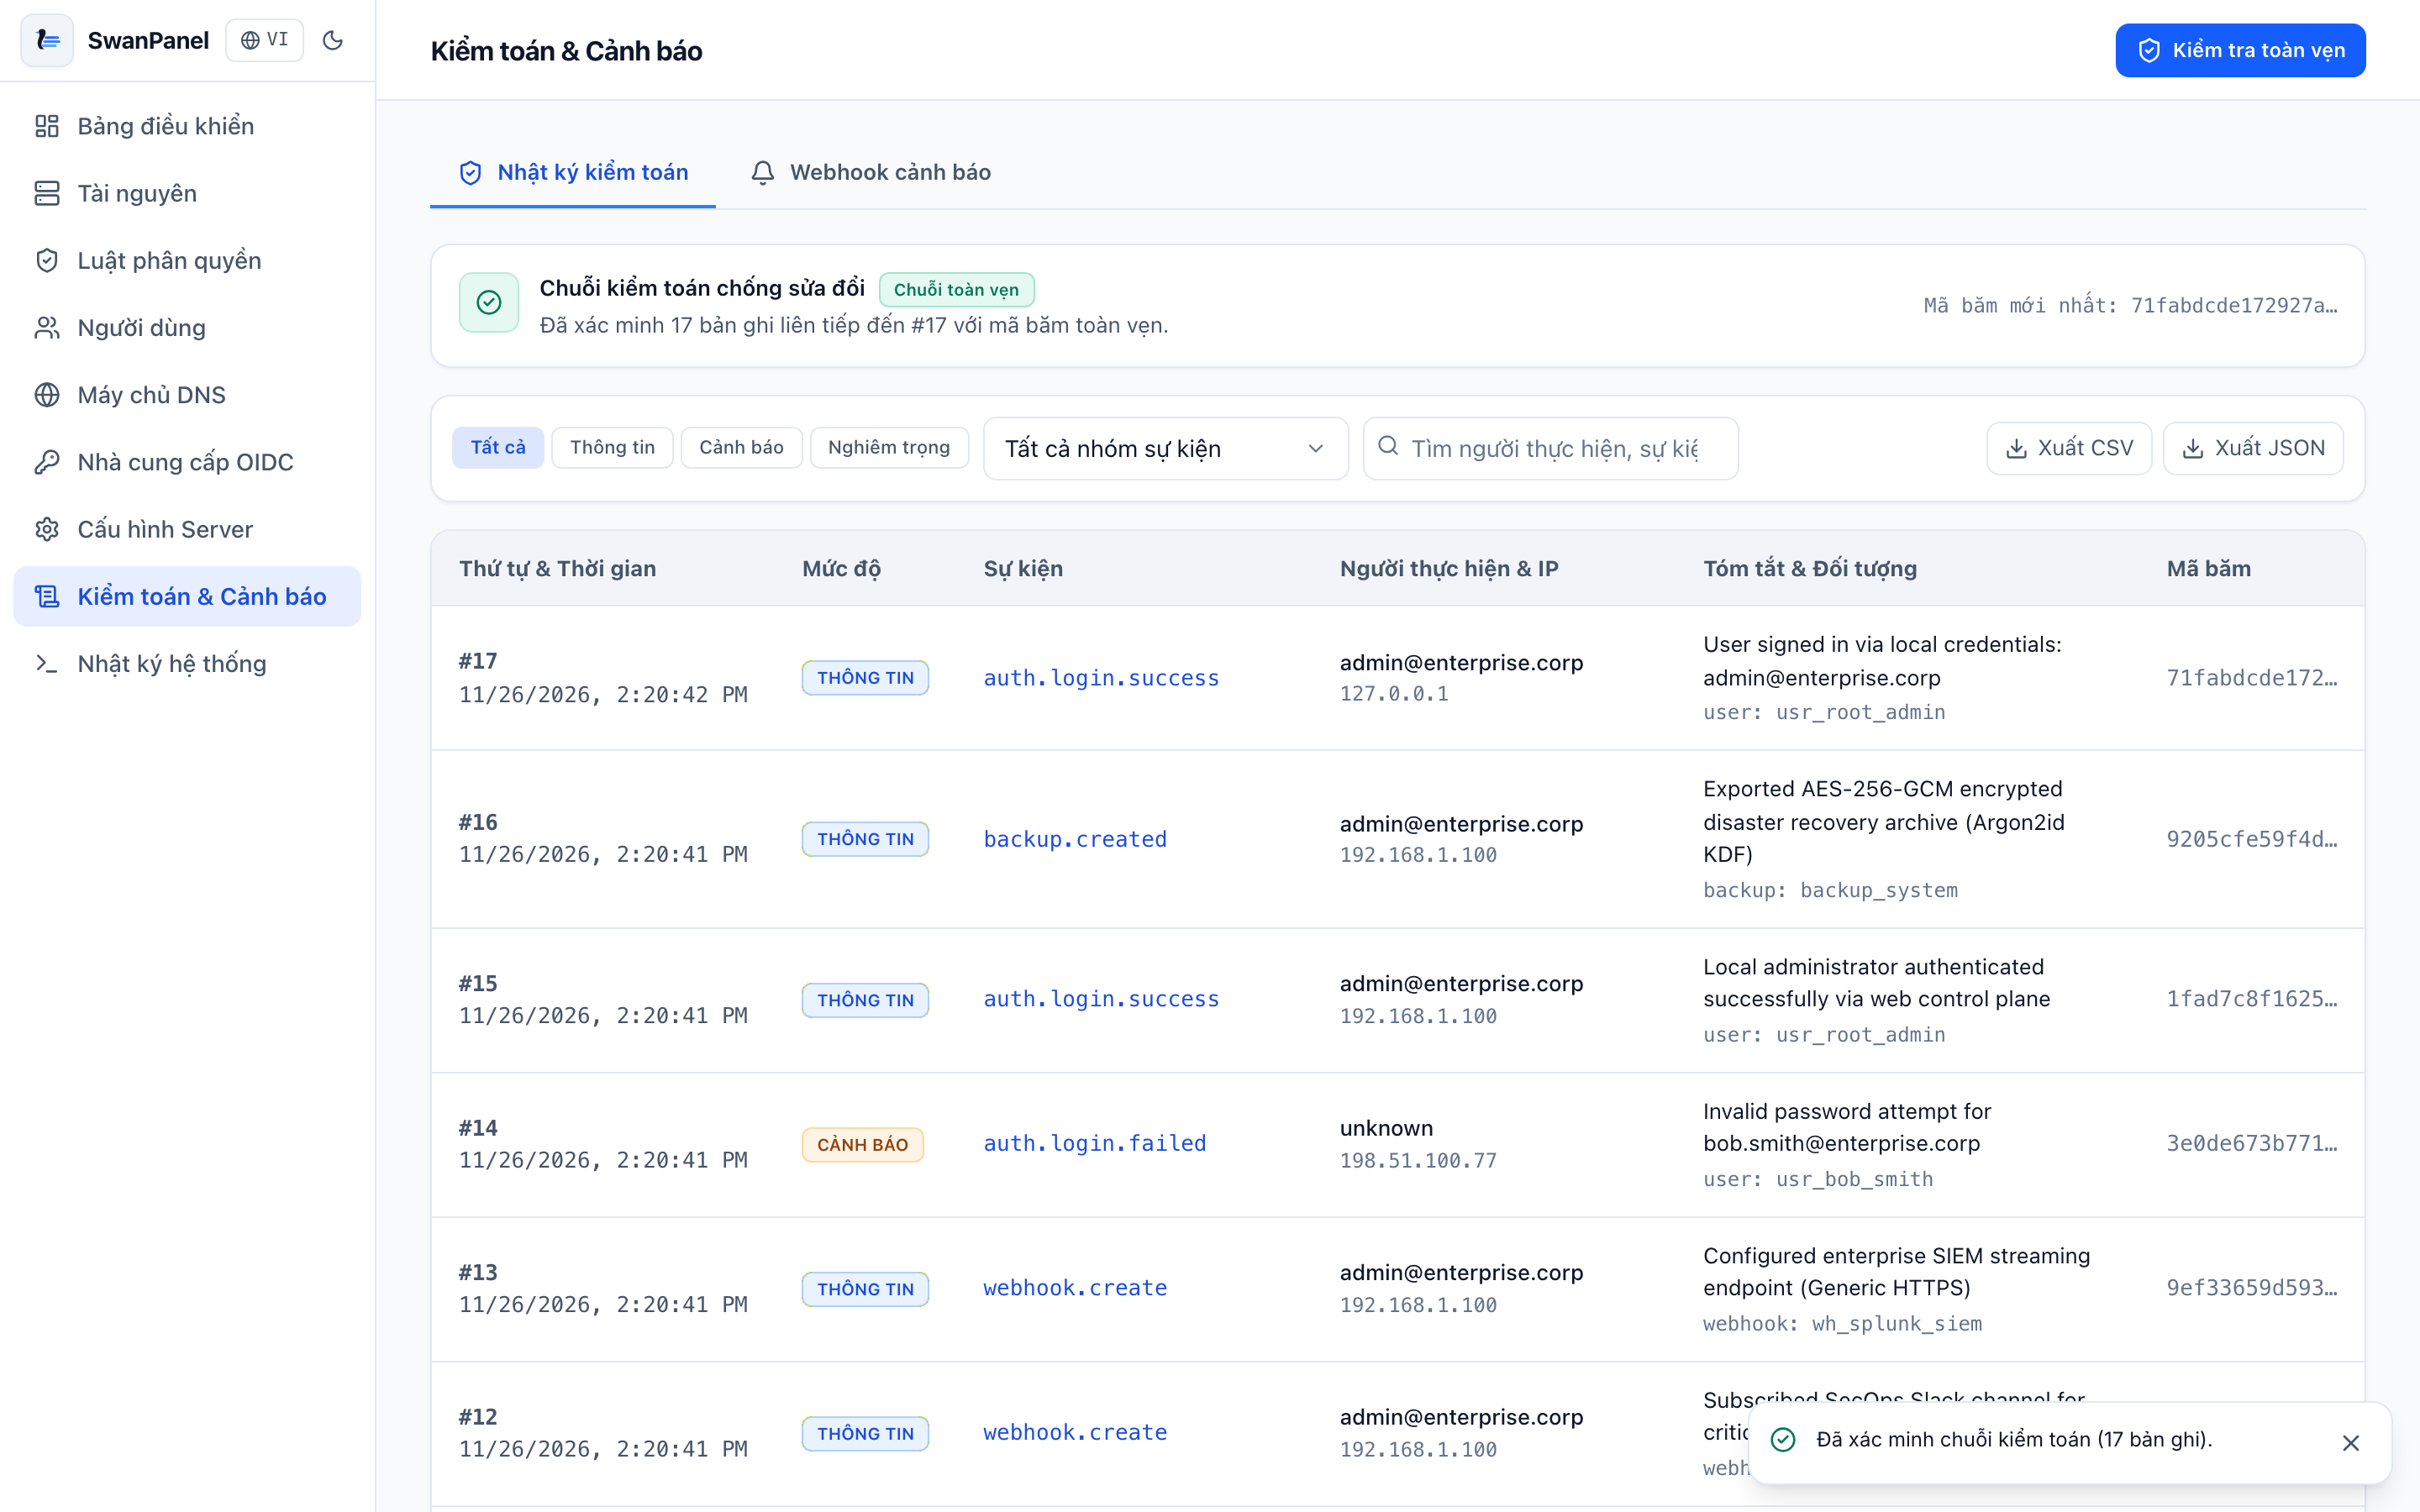 SwanPanel
VI
Bảng điều khiển
Tài nguyên
Luật phân quyền
Người dùng
Máy chủ DNS
Nhà cung cấp OIDC
Cấu hình Server
Kiểm toán & Cảnh báo
Nhật ký hệ thống
Kiểm toán & Cảnh báo
Kiểm tra toàn vẹn
Nhật ký kiểm toán
Webhook cảnh báo
Chuỗi kiểm toán chống sửa đổi
Chuỗi toàn vẹn
Đã xác minh 17 bản ghi liên tiếp đến #17 với mã băm toàn vẹn.
Mã băm mới nhất: 71fabdcde172927a…
Tất cả
Thông tin
Cảnh báo
Nghiêm trọng
Tất cả nhóm sự kiện
Tìm người thực hiện, sự kiể
Xuất CSV
Xuất JSON
Thứ tự & Thời gian
Mức độ
Sự kiện
Người thực hiện & IP
Tóm tắt & Đối tượng
Mã băm
#17
11/26/2026, 2:20:42 PM
THÔNG TIN
auth.login.success
admin@enterprise.corp
127.0.0.1
User signed in via local credentials:
admin@enterprise.corp
user: usr_root_admin
71fabdcde172…
#16
11/26/2026, 2:20:41 PM
THÔNG TIN
backup.created
admin@enterprise.corp
192.168.1.100
Exported AES-256-GCM encrypted
disaster recovery archive (Argon2id
KDF)
backup: backup_system
9205cfe59f4d…
#15
11/26/2026, 2:20:41 PM
THÔNG TIN
auth.login.success
admin@enterprise.corp
192.168.1.100
Local administrator authenticated
successfully via web control plane
user: usr_root_admin
1fad7c8f1625…
#14
11/26/2026, 2:20:41 PM
CẢNH BÁO
auth.login.failed
unknown
198.51.100.77
Invalid password attempt for
bob.smith@enterprise.corp
user: usr_bob_smith
3e0de673b771…
#13
11/26/2026, 2:20:41 PM
THÔNG TIN
webhook.create
admin@enterprise.corp
192.168.1.100
Configured enterprise SIEM streaming
endpoint (Generic HTTPS)
webhook: wh_splunk_siem
9ef33659d593…
#12
11/26/2026, 2:20:41 PM
THÔNG TIN
webhook.create
admin@enterprise.corp
192.168.1.100
Subscribed SecOps Slack channel for
Đã xác minh chuỗi kiểm toán (17 bản ghi).